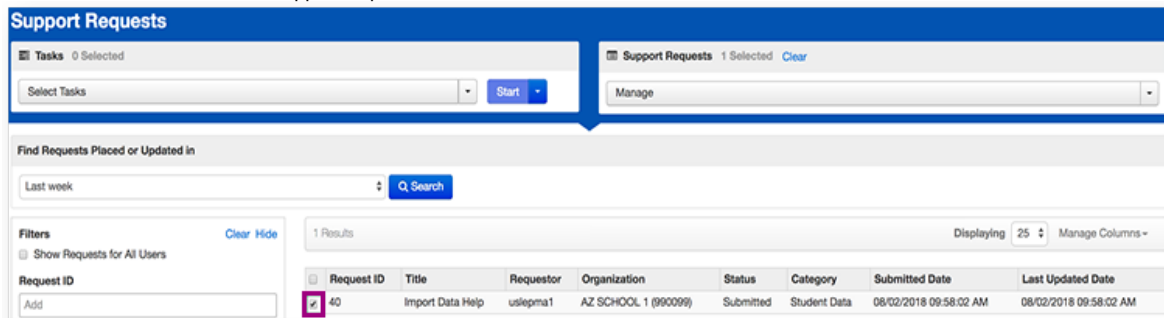 Support Requests
Tasks 0 Selected
Support Requests 1 Selected Clear
Select Tasks
Start
Manage
Find Requests Placed or Updated in
Last week
Search
Filters Clear Hide
1 Results Displaying 25 Manage Columns
Show Requests for All Users
Request ID
Request ID Title Requestor Organization Status Category Submitted Date Last Updated Date
Add
40 Import Data Help uslepma1 AZ SCHOOL 1 (990099) Submitted Student Data 08/02/2018 09:58:02 AM 08/02/2018 09:58:02 AM